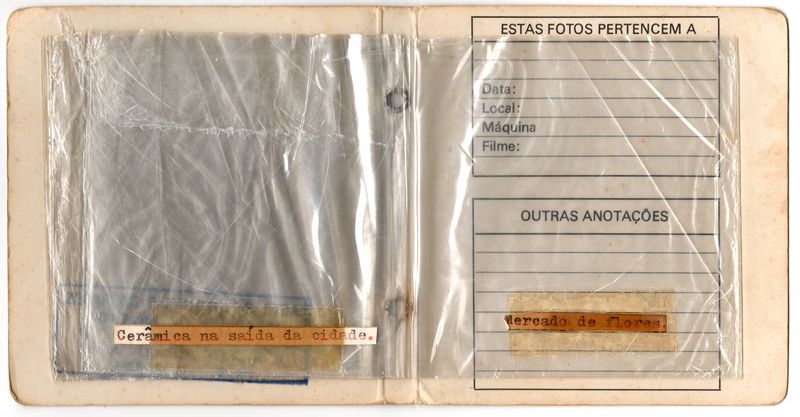 ESTAS FOTOS PERTENCEM A
Data:
Local:
Máquina
Filme:
OUTRAS ANOTAÇÕES
Cerâmica na saída da cidade.
Mercado de flores.